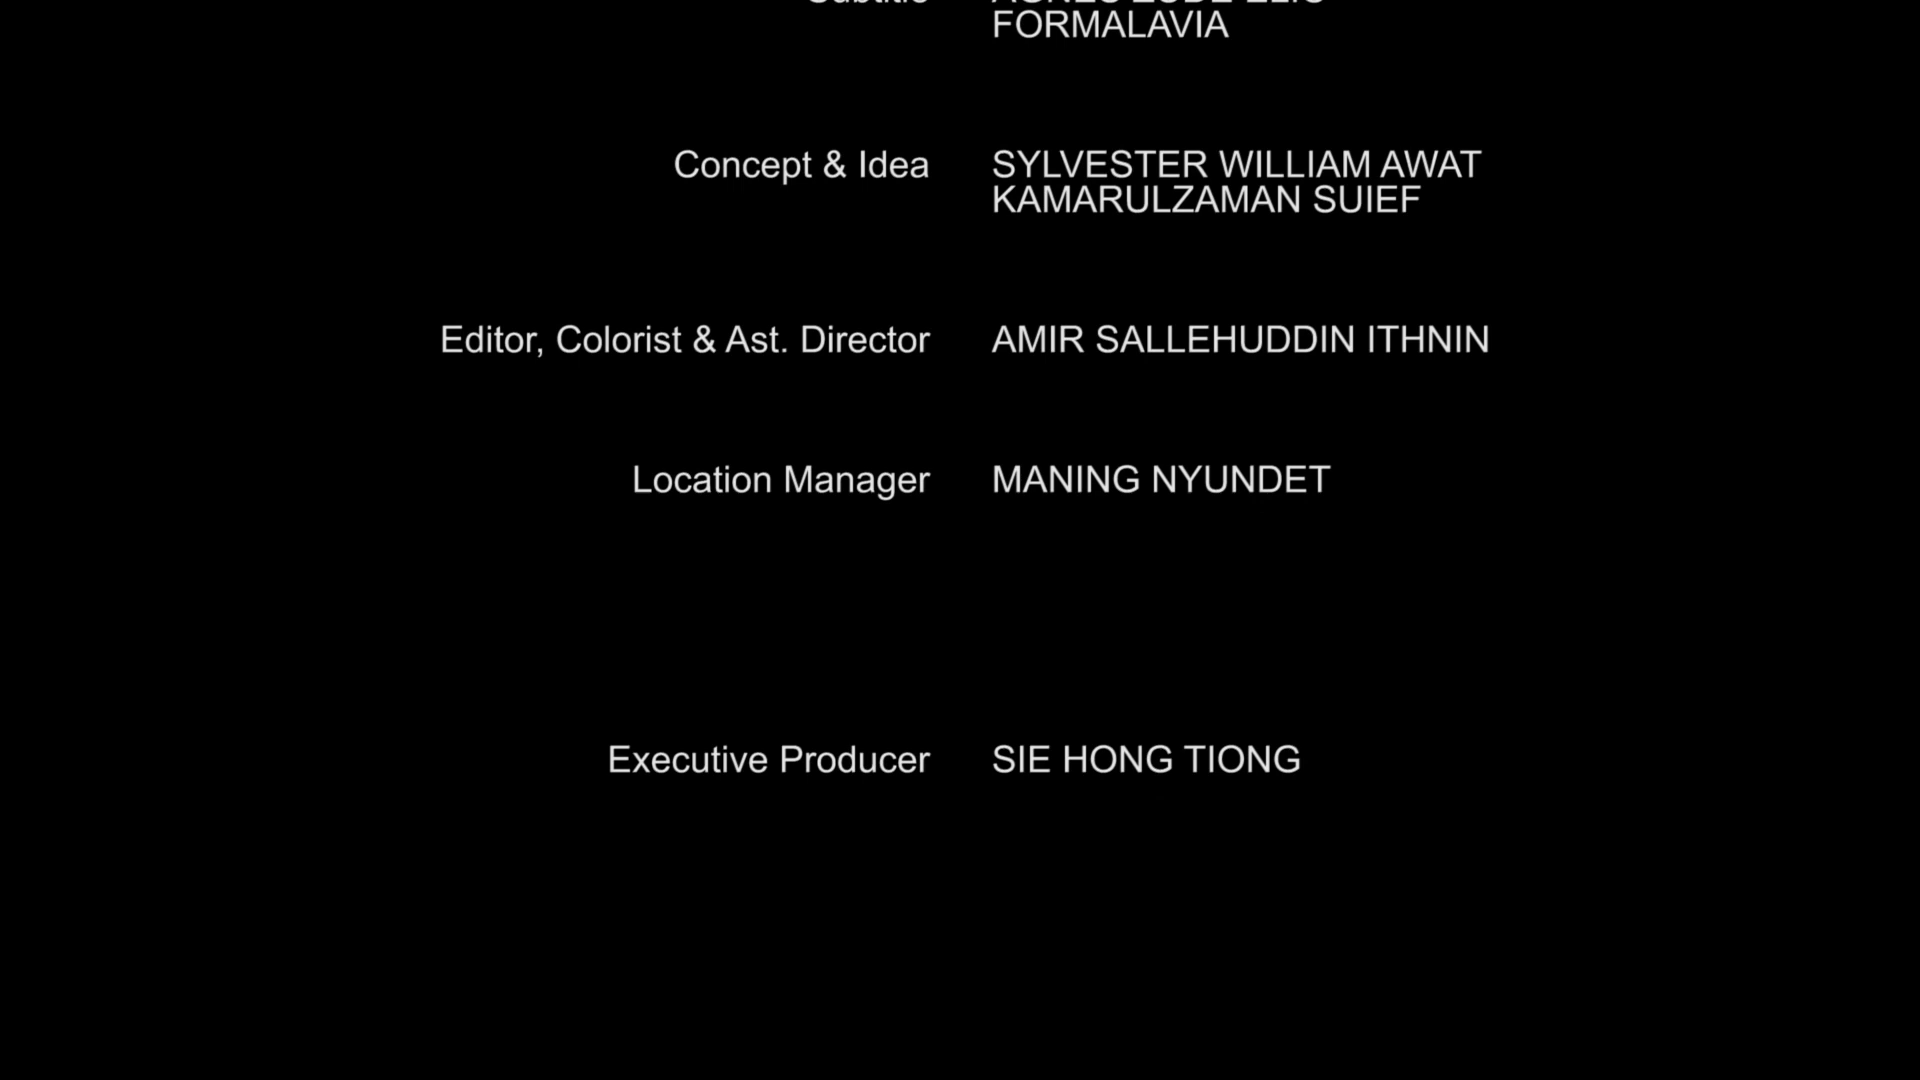 Subtitle
FORMALAVIA
Concept & Idea SYLVESTER WILLIAM AWAT
KAMARULZAMAN SUIEF
Editor, Colorist & Ast. Director AMIR SALLEHUDDIN ITHNIN
Location Manager MANING NYUNDET
Executive Producer SIE HONG TIONG